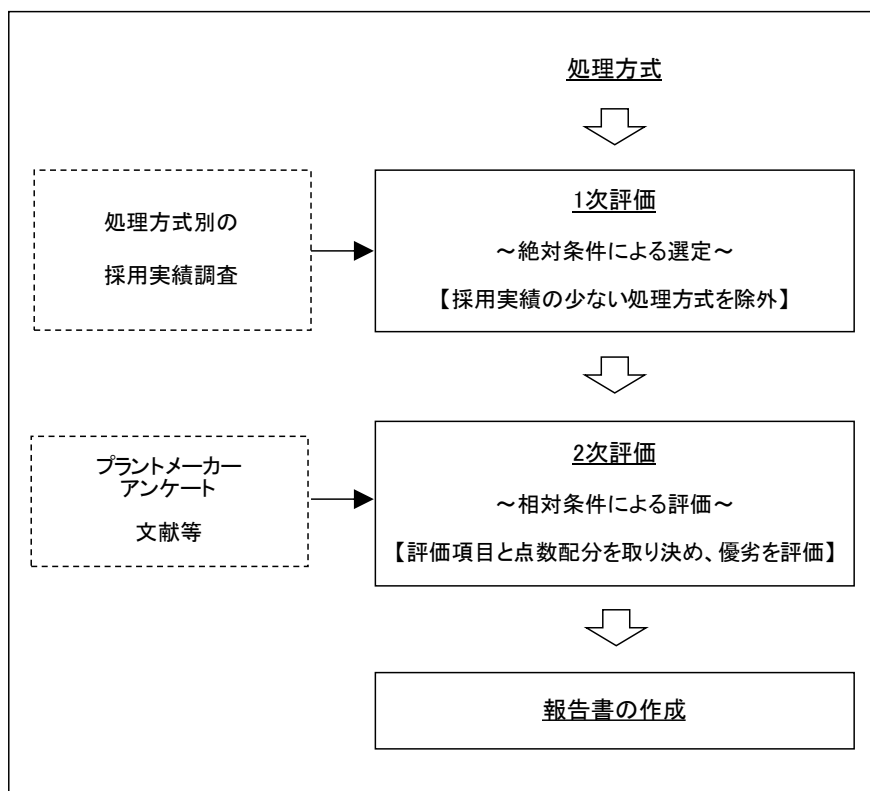 処理方式
処理方式別の
採用実績調査
1次評価
～絶対条件による選定～
【採用実績の少ない処理方式を除外】
プラントメーカー
アンケート
文献等
2次評価
～相対条件による評価～
【評価項目と点数配分を取り決め、優劣を評価】
報告書の作成